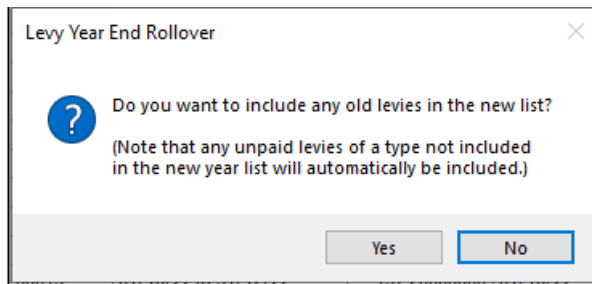 Levy Year End Rollover
Do you want to include any old levies in the new list?
(Note that any unpaid levies of a type not included
in the new year list will automatically be included.)
Yes
No